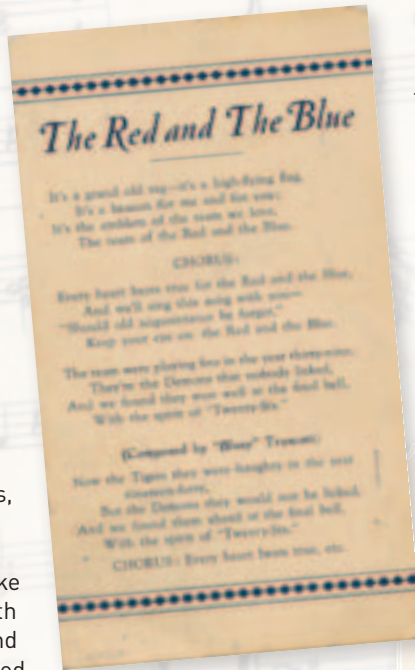 The Red and The Blue
It's a grand old rag—it's a high-flying flag,
It's a beacon for me and for you;
It's the emblem of the team we love,
The team of the Red and the Blue.
CHORUS:
Every heart beats true for the Red and the Blue,
And we'll sing this song with you—
"Should old acquaintance be forgot,"
Keep your eye on the Red and the Blue.
The team were playing fine in the year thirty-nine,
They're the Demons that nobody licked,
And we found they won well at the final bell,
With the spirit of "Twenty-Six."
(Composed by "Bluey" Truscott)
Now the Tigers they were haughty in the year
But the Demons they would not be licked,
And we found them ahead at the final bell,
With the spirit of "Twenty-Six."
CHORUS: Every heart beats true, etc.
s,
ke
th
nd
ed